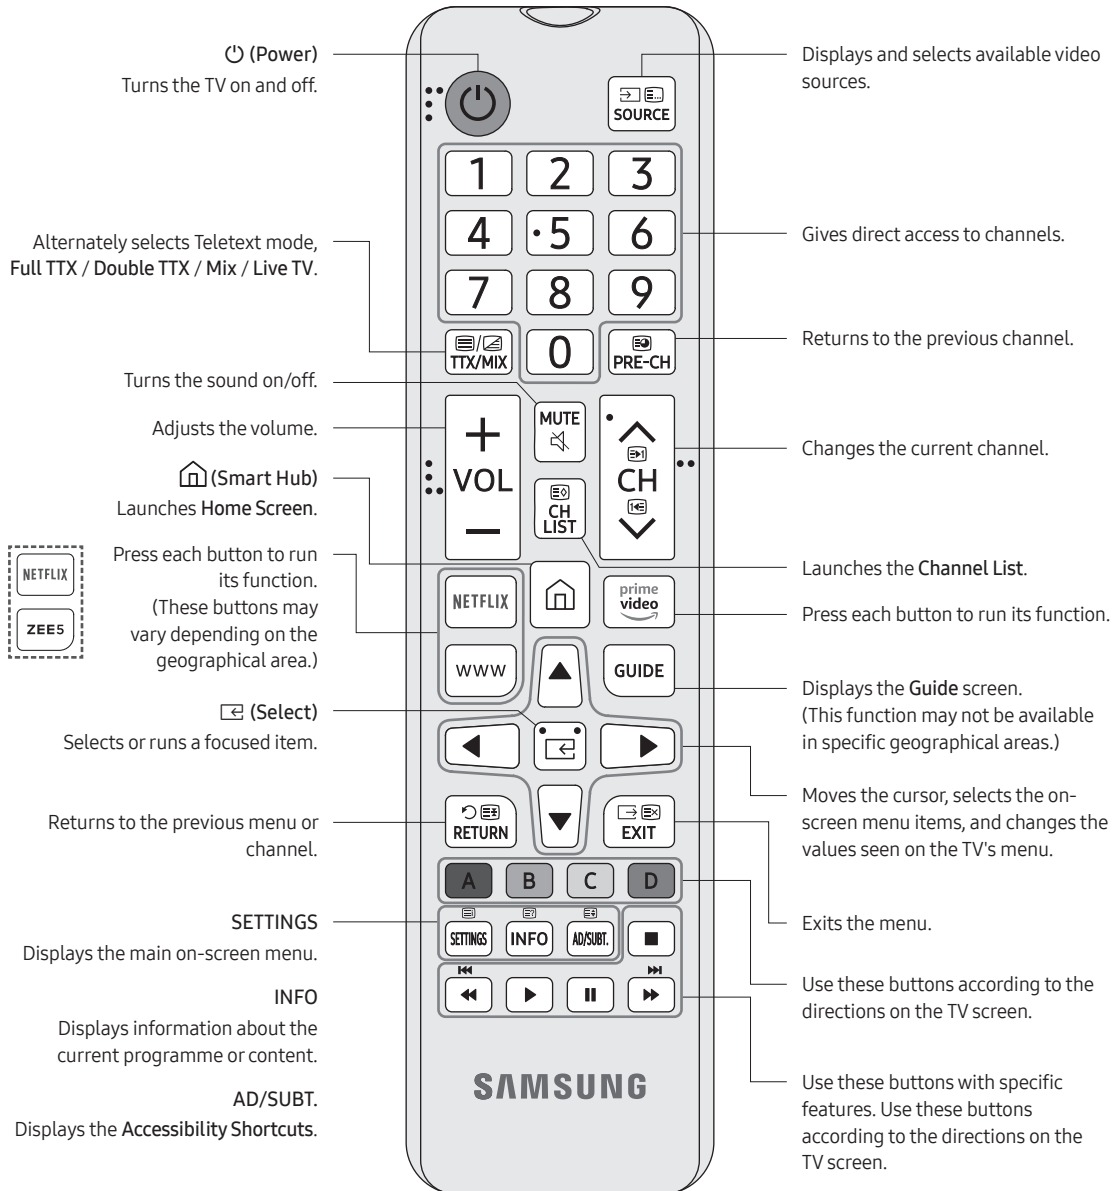 (Power)
Turns the TV on and off.
Alternately selects Teletext mode,
Full TTX / Double TTX / Mix / Live TV.
Turns the sound on/off.
Adjusts the volume.
(Smart Hub)
Launches Home Screen.
NETFLIX
ZEE5
Press each button to run
its function.
(These buttons may
vary depending on the
geographical area.)
(Select)
Selects or runs a focused item.
Returns to the previous menu or
channel.
SETTINGS
Displays the main on-screen menu.
INFO
Displays information about the
current programme or content.
AD/SUBT.
Displays the Accessibility Shortcuts.
SOURCE
1 2 3
4 5 6
7 8 9
TTX/MIX 0 PRE-CH
MUTE
VOL
CH
CH
LIST
NETFLIX
prime
video
WWW
GUIDE
RETURN
EXIT
A B C D
SETTINGS INFO AD/SUBT.
SAMSUNG
Displays and selects available video
sources.
Gives direct access to channels.
Returns to the previous channel.
Changes the current channel.
Launches the Channel List.
Press each button to run its function.
Displays the Guide screen.
(This function may not be available
in specific geographical areas.)
Moves the cursor, selects the on-
screen menu items, and changes the
values seen on the TV's menu.
Exits the menu.
Use these buttons according to the
directions on the TV screen.
Use these buttons with specific
features. Use these buttons
according to the directions on the
TV screen.